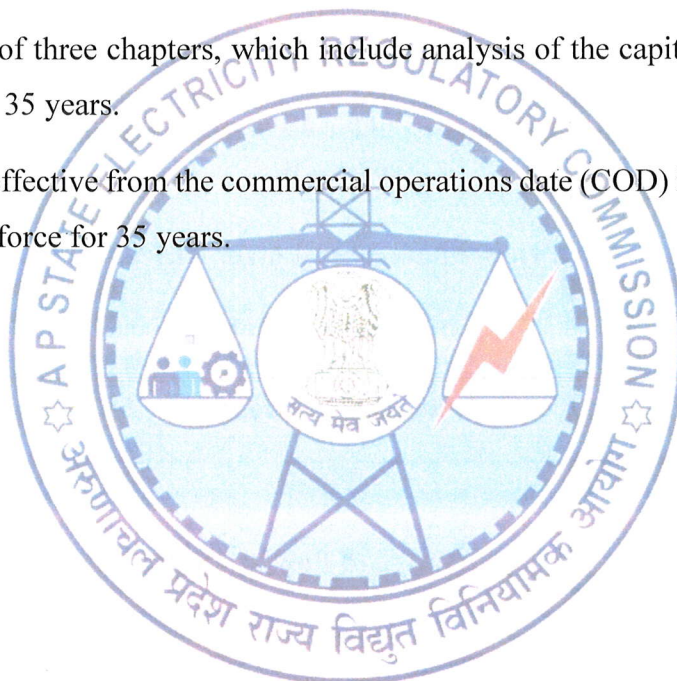 of three chapters, which include analysis of the capit
35 years.
ffective from the commercial operations date (COD)
force for 35 years.
A P STATE ELECTRICITY REGULATORY COMMISSION
सत्यमेव जयते
अरुणाचल प्रदेश राज्य विद्युत विनियामक आयोग